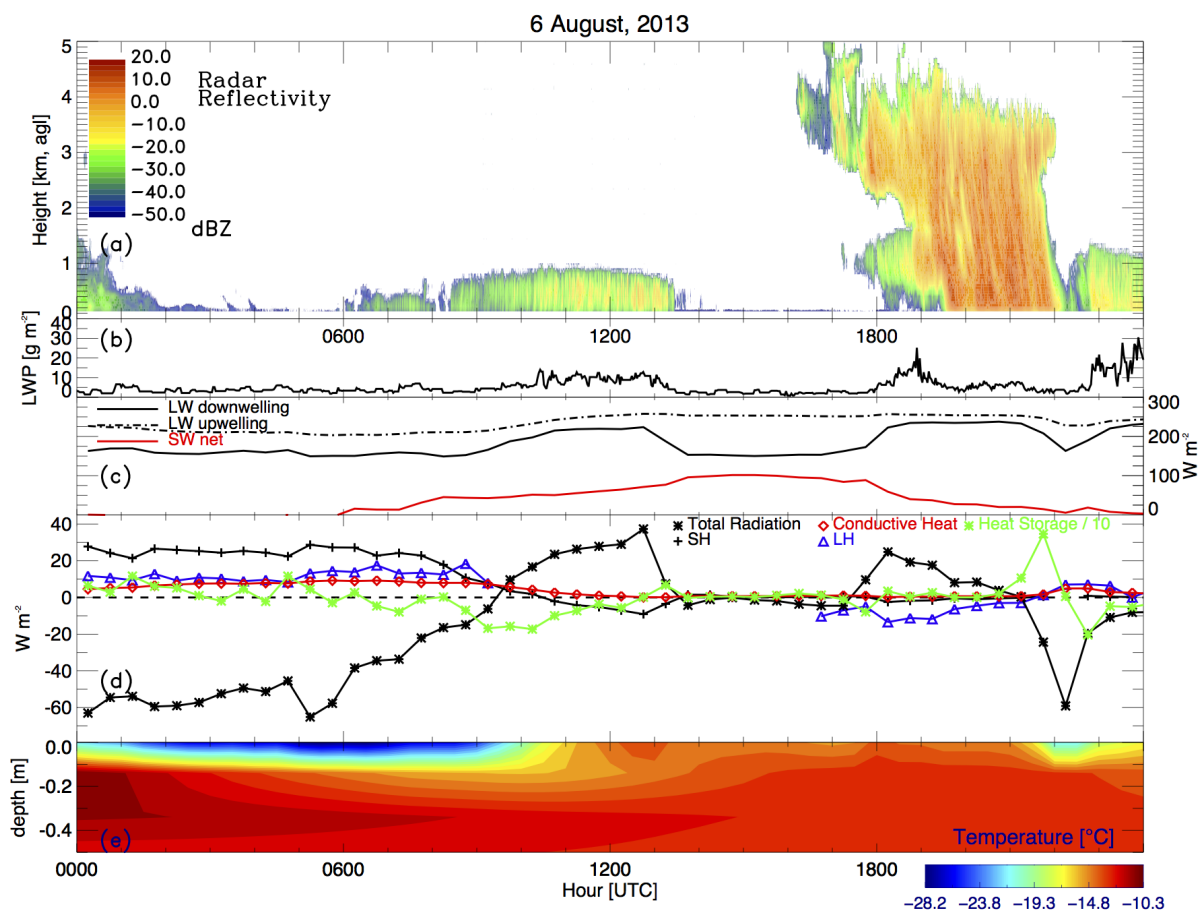 6 August, 2013
5
4
3
2
1
0
Height [km, agl]
20.0
10.0
0.0
-10.0
-20.0
-30.0
-40.0
-50.0
dBZ
Radar
Reflectivity
(a)
0600 1200 1800
40
30
20
10
0
LWP [g m-2]
(b)
LW downwelling
LW upwelling
SW net
(c)
300
200
100
0
W m-2
40
20
0
-20
-40
-60
W m-2
Total Radiation
SH
Conductive Heat
LH
Heat Storage / 10
(d)
0.0
-0.2
-0.4
depth [m]
(e)
Temperature [°C]
0000 0600 1200 1800
Hour [UTC]
-28.2 -23.8 -19.3 -14.8 -10.3